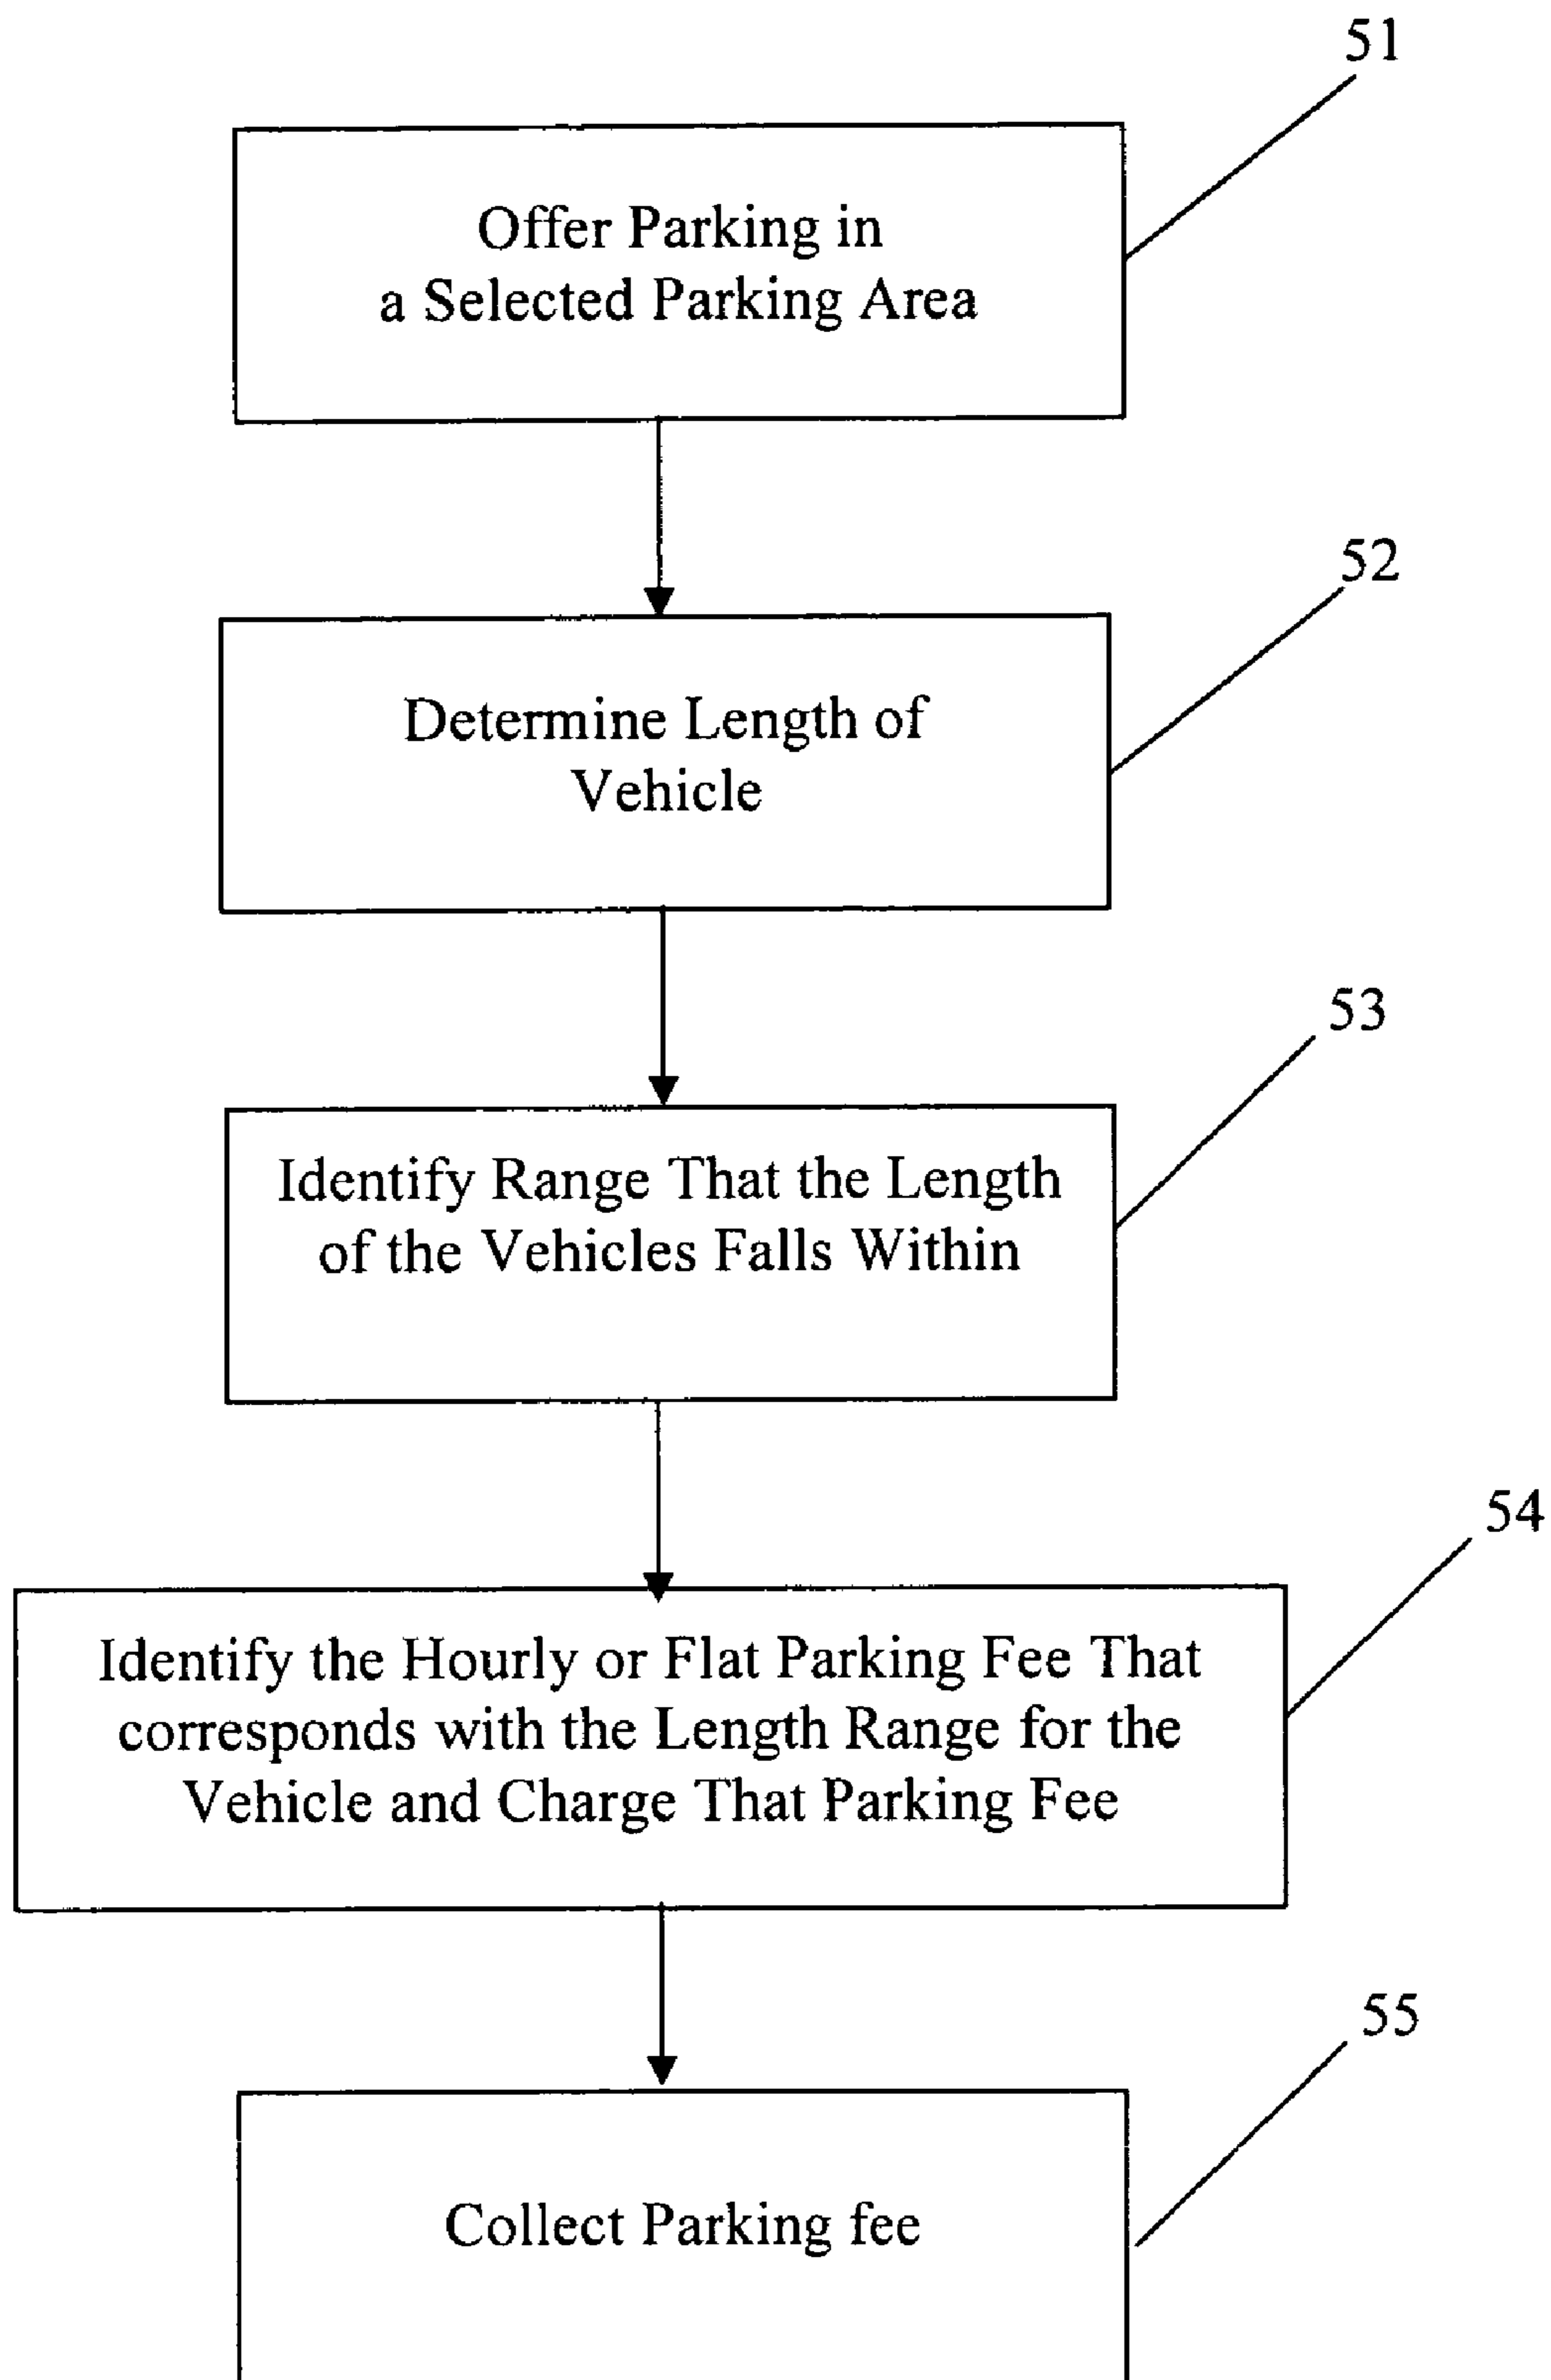 51
Offer Parking in
a Selected Parking Area
52
Determine Length of
Vehicle
53
Identify Range That the Length
of the Vehicles Falls Within
54
Identify the Hourly or Flat Parking Fee That
corresponds with the Length Range for the
Vehicle and Charge That Parking Fee
55
Collect Parking fee